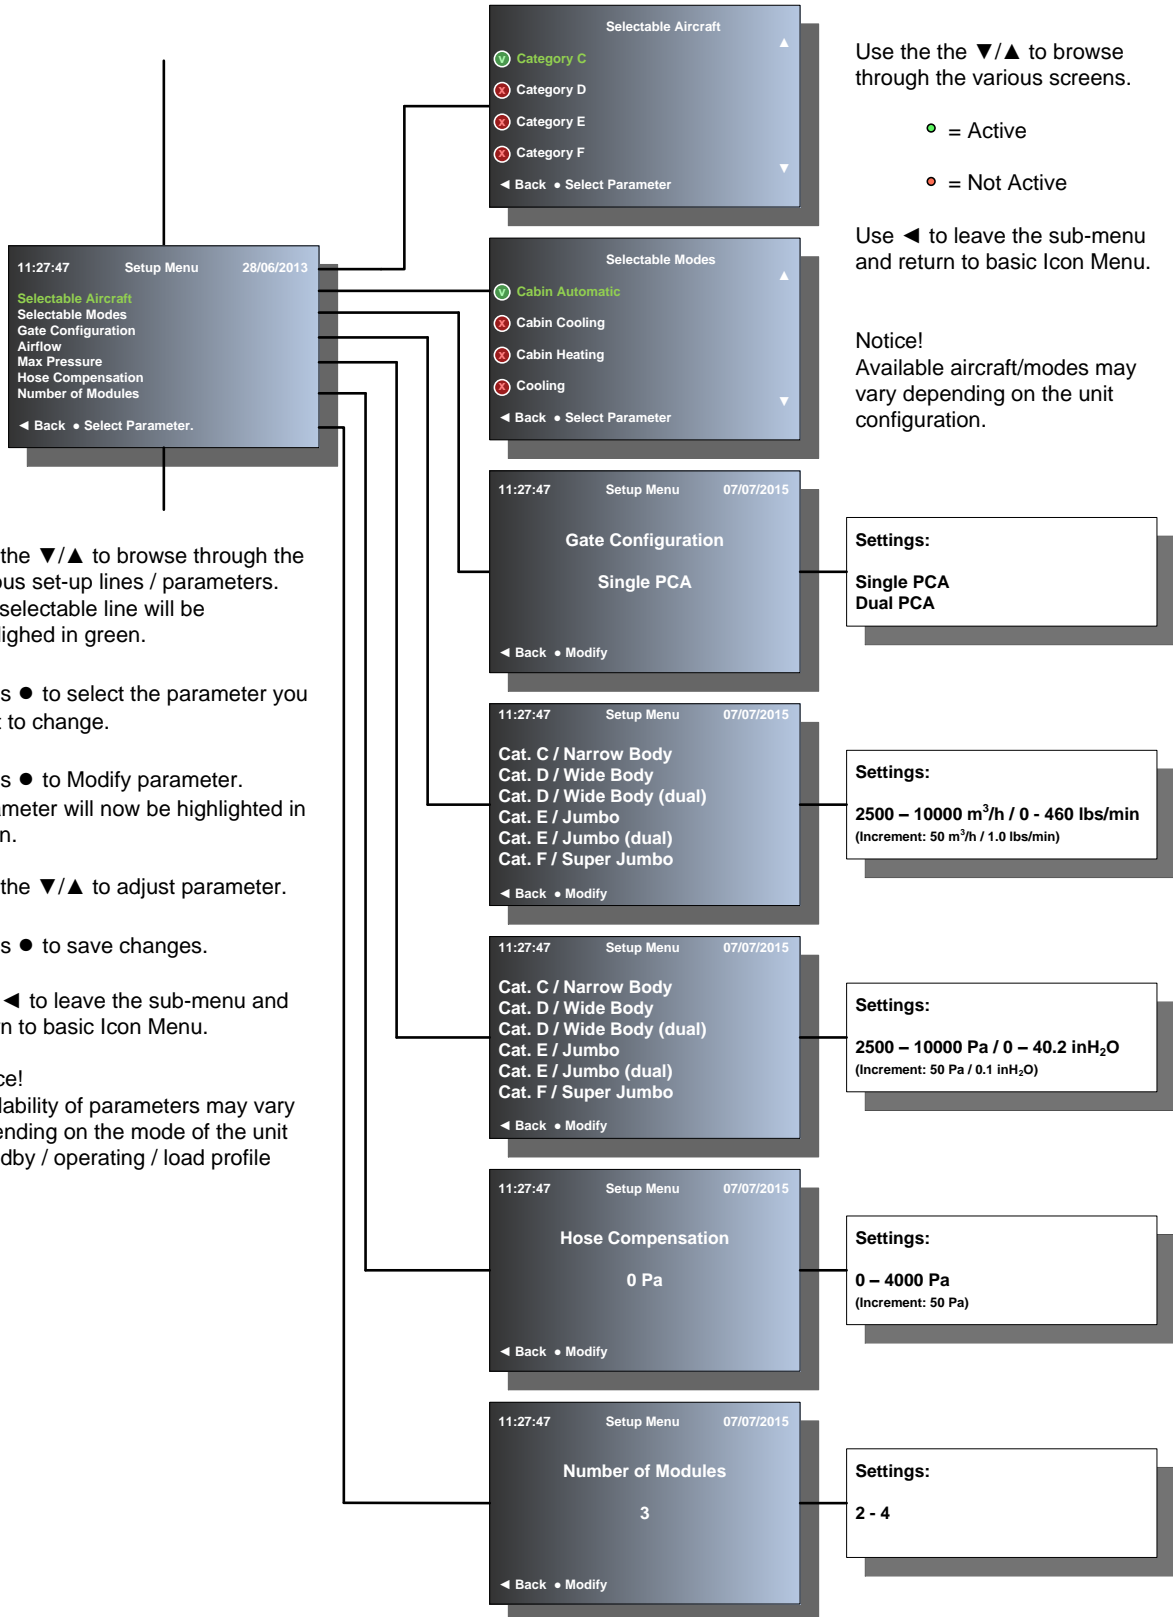 Selectable Aircraft
▲
v Category C
x Category D
x Category E
x Category F
▼
◄ Back ● Select Parameter
Use the the ▼/▲ to browse
through the various screens.
= Active
= Not Active
Use ◄ to leave the sub-menu
and return to basic Icon Menu.
Notice!
Available aircraft/modes may
vary depending on the unit
configuration.
11:27:47 Setup Menu 28/06/2013
Selectable Aircraft
Selectable Modes
Gate Configuration
Airflow
Max Pressure
Hose Compensation
Number of Modules
◄ Back ● Select Parameter.
Selectable Modes
▲
v Cabin Automatic
x Cabin Cooling
x Cabin Heating
x Cooling
▼
◄ Back ● Select Parameter
the ▼/▲ to browse through the
ous set-up lines / parameters.
selectable line will be
lighed in green.
s ● to select the parameter you
t to change.
s ● to Modify parameter.
ameter will now be highlighted in
n.
the ▼/▲ to adjust parameter.
s ● to save changes.
◄ to leave the sub-menu and
rn to basic Icon Menu.
ce!
lability of parameters may vary
ending on the mode of the unit
dby / operating / load profile
11:27:47 Setup Menu 07/07/2015
Gate Configuration
Single PCA
◄ Back ● Modify
Settings:
Single PCA
Dual PCA
11:27:47 Setup Menu 07/07/2015
Cat. C / Narrow Body
Cat. D / Wide Body
Cat. D / Wide Body (dual)
Cat. E / Jumbo
Cat. E / Jumbo (dual)
Cat. F / Super Jumbo
◄ Back ● Modify
Settings:
2500 – 10000 m³/h / 0 - 460 lbs/min
(Increment: 50 m³/h / 1.0 lbs/min)
11:27:47 Setup Menu 07/07/2015
Cat. C / Narrow Body
Cat. D / Wide Body
Cat. D / Wide Body (dual)
Cat. E / Jumbo
Cat. E / Jumbo (dual)
Cat. F / Super Jumbo
◄ Back ● Modify
Settings:
2500 – 10000 Pa / 0 – 40.2 inH₂O
(Increment: 50 Pa / 0.1 inH₂O)
11:27:47 Setup Menu 07/07/2015
Hose Compensation
0 Pa
◄ Back ● Modify
Settings:
0 – 4000 Pa
(Increment: 50 Pa)
11:27:47 Setup Menu 07/07/2015
Number of Modules
3
◄ Back ● Modify
Settings:
2 - 4